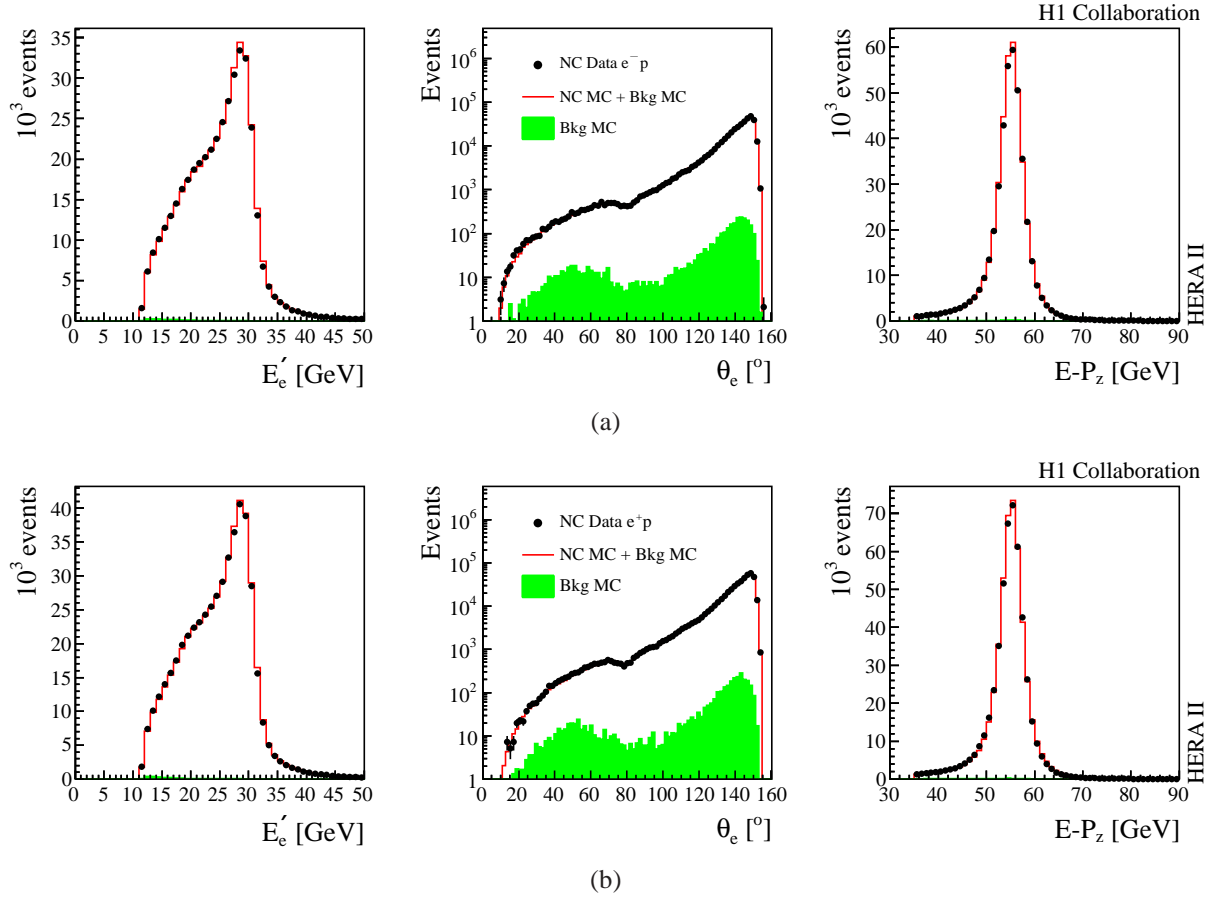 H1 Collaboration
10³ events
35
30
25
20
15
10
5
0
0 5 10 15 20 25 30 35 40 45 50
E′e [GeV]
Events
10⁶
10⁵
10⁴
10³
10²
10
1
NC Data e⁻p
NC MC + Bkg MC
Bkg MC
0 20 40 60 80 100 120 140 160
θe [°]
10³ events
60
50
40
30
20
10
0
30 40 50 60 70 80 90
E-Pz [GeV]
HERA II
(a)
H1 Collaboration
10³ events
40
35
30
25
20
15
10
5
0
0 5 10 15 20 25 30 35 40 45 50
E′e [GeV]
Events
10⁶
10⁵
10⁴
10³
10²
10
1
NC Data e⁺p
NC MC + Bkg MC
Bkg MC
0 20 40 60 80 100 120 140 160
θe [°]
10³ events
70
60
50
40
30
20
10
0
30 40 50 60 70 80 90
E-Pz [GeV]
HERA II
(b)